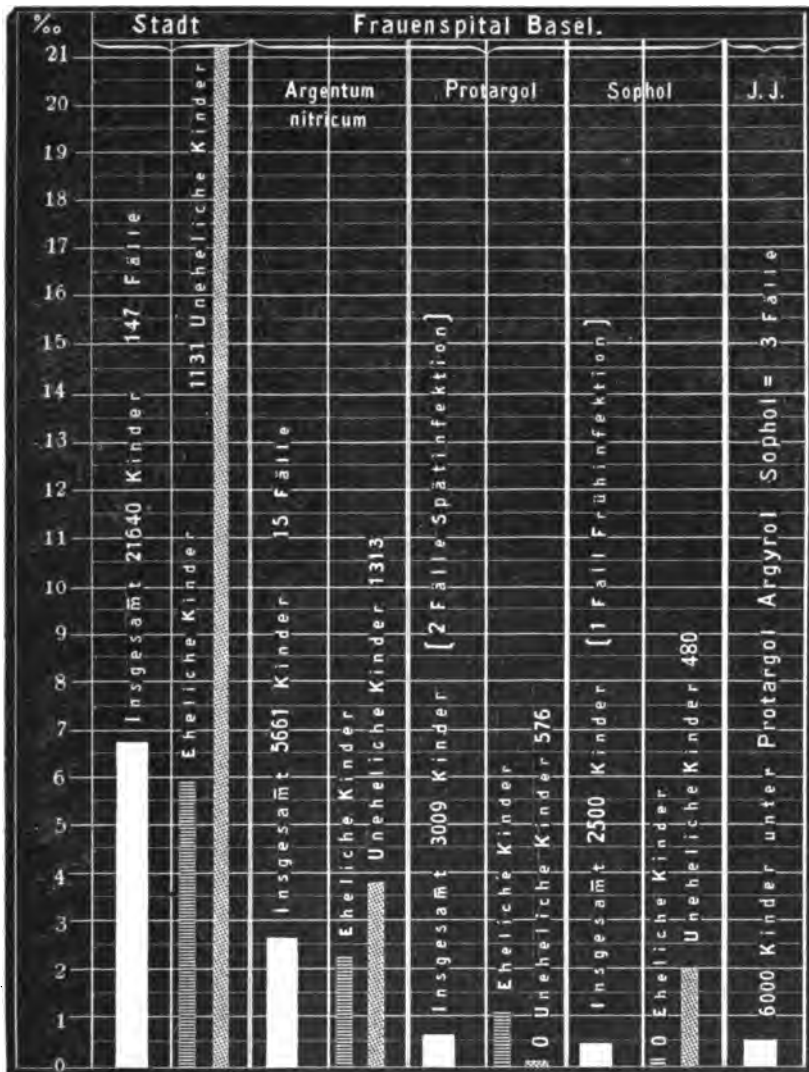 ‰ Stadt Frauenspital Basel.
Argentum nitricum
Protargol
Sophol
J. J.
21
20
19
18
17
16
15
14
13
12
11
10
9
8
7
6
5
4
3
2
1
0
Insgesamt 21640 Kinder 147 Fälle
Eheliche Kinder
1131 Uneheliche Kinder
Insgesamt 5661 Kinder 15 Fälle
Eheliche Kinder
Uneheliche Kinder 1313
Insgesamt 3009 Kinder [2 Fälle Spätinfektion]
Eheliche Kinder
0 Uneheliche Kinder 576
Insgesamt 2500 Kinder [1 Fall Frühinfektion]
0 Eheliche Kinder
Uneheliche Kinder 480
6000 Kinder unter Protargol Argyrol Sophol = 3 Fälle